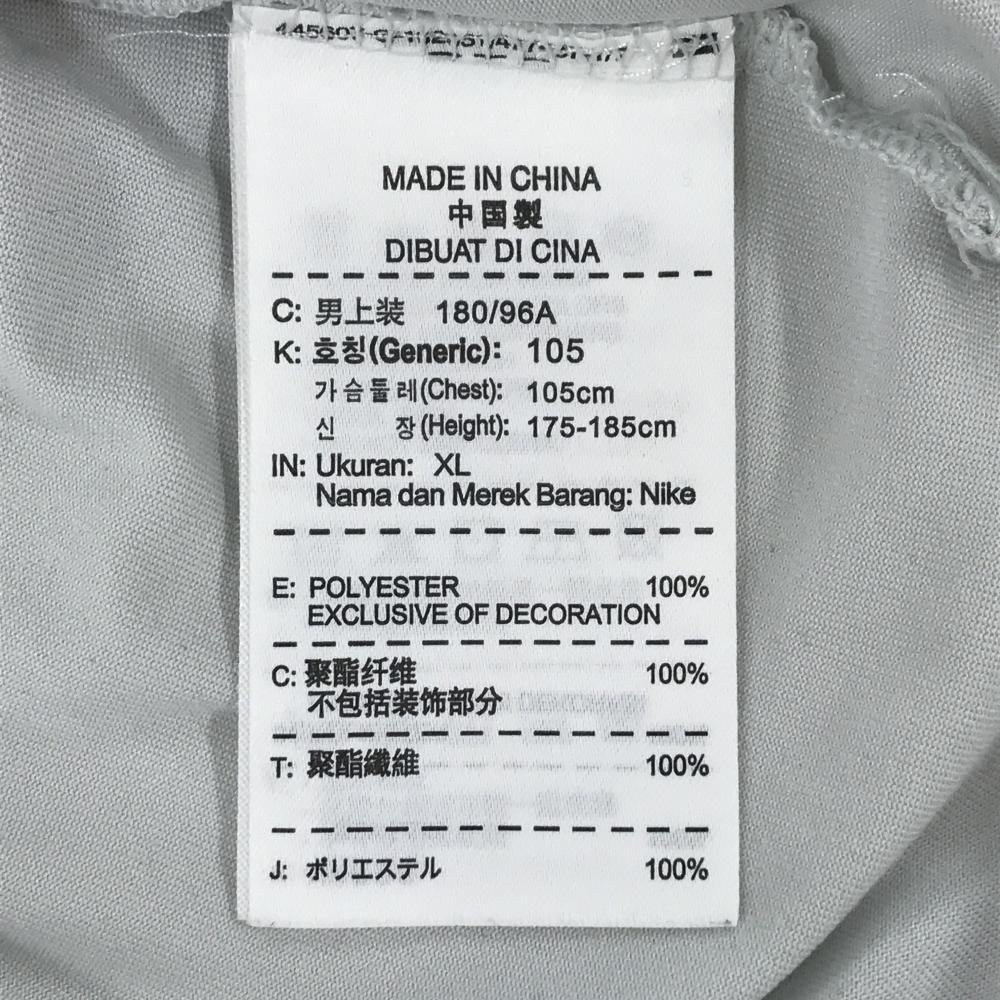 MADE IN CHINA
中国製
DIBUAT DI CINA
C: 男上装 180/96A
K: 호칭(Generic): 105
가슴둘레(Chest): 105cm
신 장(Height): 175-185cm
IN: Ukuran: XL
Nama dan Merek Barang: Nike
E: POLYESTER 100%
EXCLUSIVE OF DECORATION
C: 聚酯纤维 100%
不包括装饰部分
T: 聚酯纖維 100%
J: ポリエステル 100%